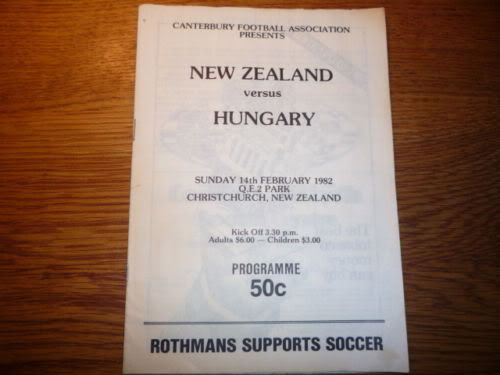 CANTERBURY FOOTBALL ASSOCIATION
PRESENTS
NEW ZEALAND
versus
HUNGARY
SUNDAY 14th FEBRUARY 1982
Q.E.2 PARK
CHRISTCHURCH, NEW ZEALAND
Kick Off 3.30 p.m.
Adults $6.00 — Children $3.00
PROGRAMME
50c
ROTHMANS SUPPORTS SOCCER